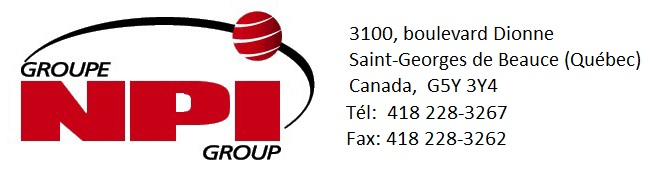 GROUPE
NPI
GROUP
3100, boulevard Dionne
Saint-Georges de Beauce (Québec)
Canada,  G5Y 3Y4
Tél:  418 228-3267
Fax: 418 228-3262